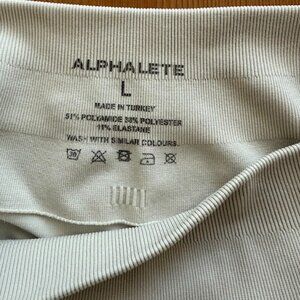 ALPHALETE
L
MADE IN TURKEY
51% POLYAMIDE 38% POLYESTER
11% ELASTANE
WASH WITH SIMILAR COLOURS.